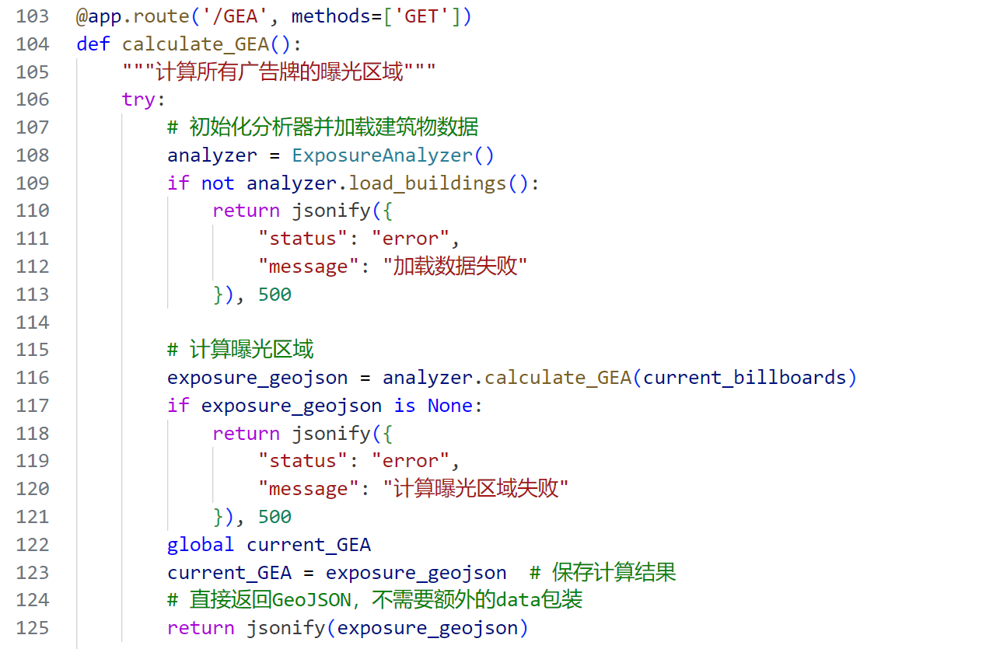 103 @app.route('/GEA', methods=['GET'])
104 def calculate_GEA():
105     """计算所有广告牌的曝光区域"""
106     try:
107         # 初始化分析器并加载建筑物数据
108         analyzer = ExposureAnalyzer()
109         if not analyzer.load_buildings():
110             return jsonify({
111                 "status": "error",
112                 "message": "加载数据失败"
113             }), 500
114
115         # 计算曝光区域
116         exposure_geojson = analyzer.calculate_GEA(current_billboards)
117         if exposure_geojson is None:
118             return jsonify({
119                 "status": "error",
120                 "message": "计算曝光区域失败"
121             }), 500
122         global current_GEA
123         current_GEA = exposure_geojson  # 保存计算结果
124         # 直接返回GeoJSON，不需要额外的data包装
125         return jsonify(exposure_geojson)